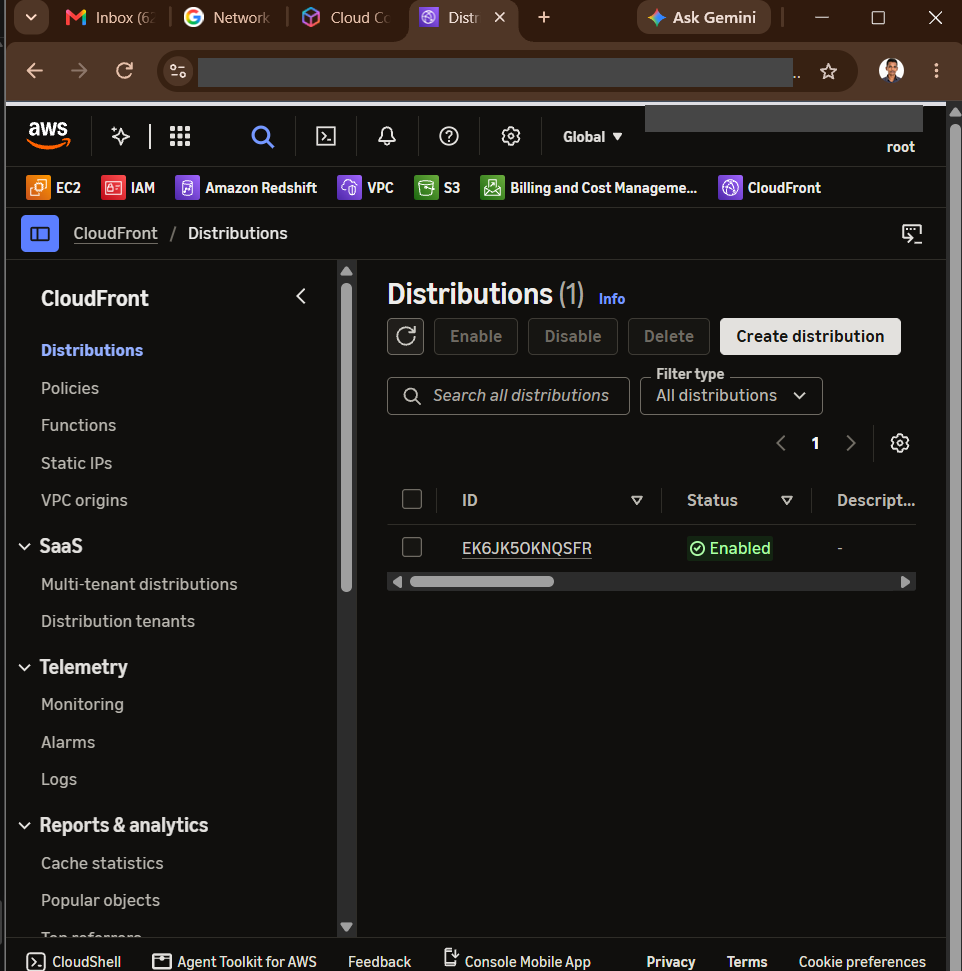 Inbox (62
Network
Cloud Co
Distr
Ask Gemini
..
aws
Global
root
EC2
IAM
Amazon Redshift
VPC
S3
Billing and Cost Manageme...
CloudFront
CloudFront / Distributions
CloudFront
Distributions
Policies
Functions
Static IPs
VPC origins
SaaS
Multi-tenant distributions
Distribution tenants
Telemetry
Monitoring
Alarms
Logs
Reports & analytics
Cache statistics
Popular objects
Top referrers
Distributions (1) Info
Enable
Disable
Delete
Create distribution
Search all distributions
Filter type
All distributions
1
ID
Status
Descript...
EK6JK5OKNQSFR
Enabled
-
CloudShell
Agent Toolkit for AWS
Feedback
Console Mobile App
Privacy
Terms
Cookie preferences